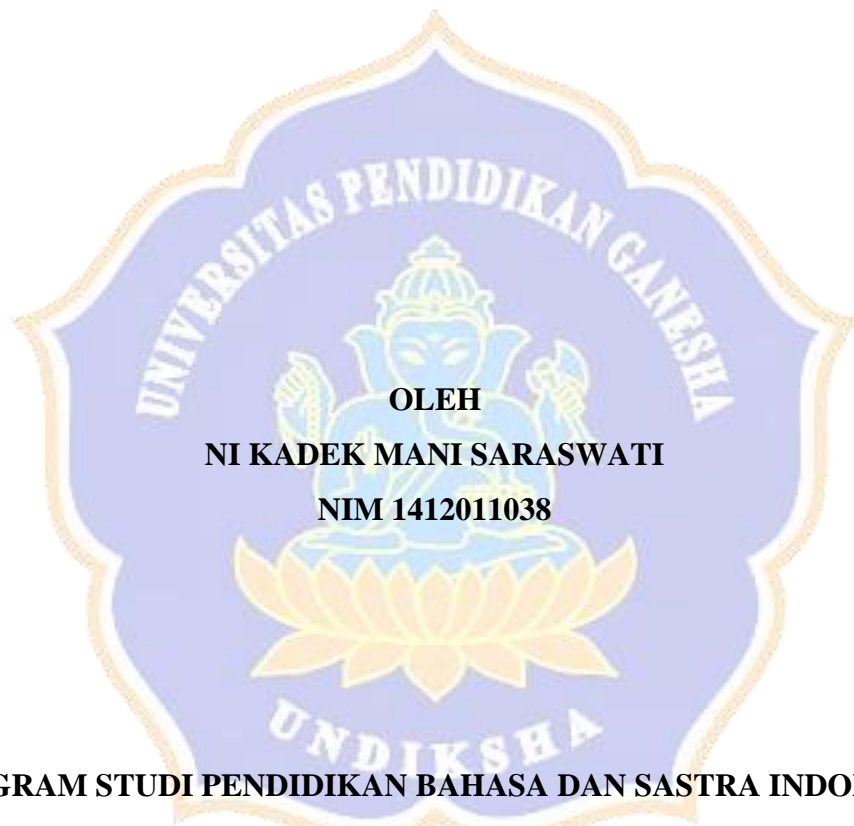 UNIVERSITAS PENDIDIKAN GANESHA
OLEH
NI KADEK MANI SARASWATI
NIM 1412011038
UNDIKSHA
GRAM STUDI PENDIDIKAN BAHASA DAN SASTRA INDO